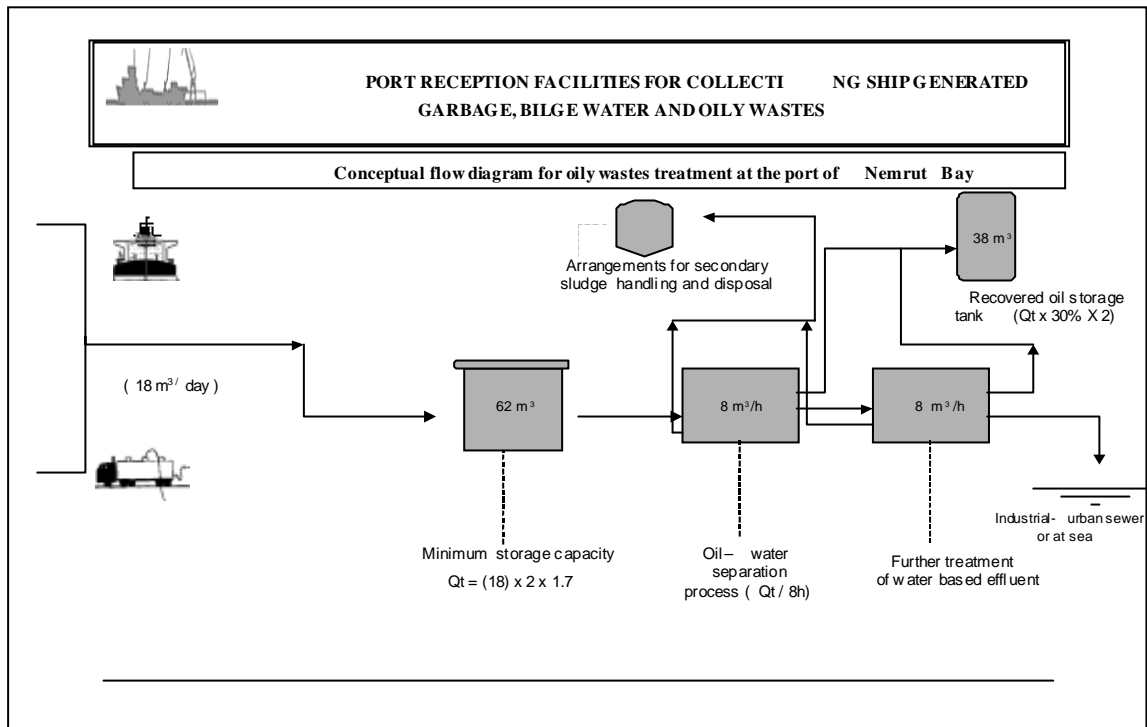 PORT RECEPTION FACILITIES FOR COLLECTI NG SHIP GENERATED
GARBAGE, BILGE WATER AND OILY WASTES
Conceptual flow diagram for oily wastes treatment at the port of Nemrut Bay
38 m³
Arrangements for secondary
sludge handling and disposal
Recovered oil storage
tank (Qt x 30% X 2)
( 18 m³/ day )
62 m³
8 m³/h
8 m³/h
Industrial- urban sewer
or at sea
Minimum storage capacity
Qt = (18) x 2 x 1.7
Oil – water
separation
process ( Qt / 8h)
Further treatment
of water based effluent